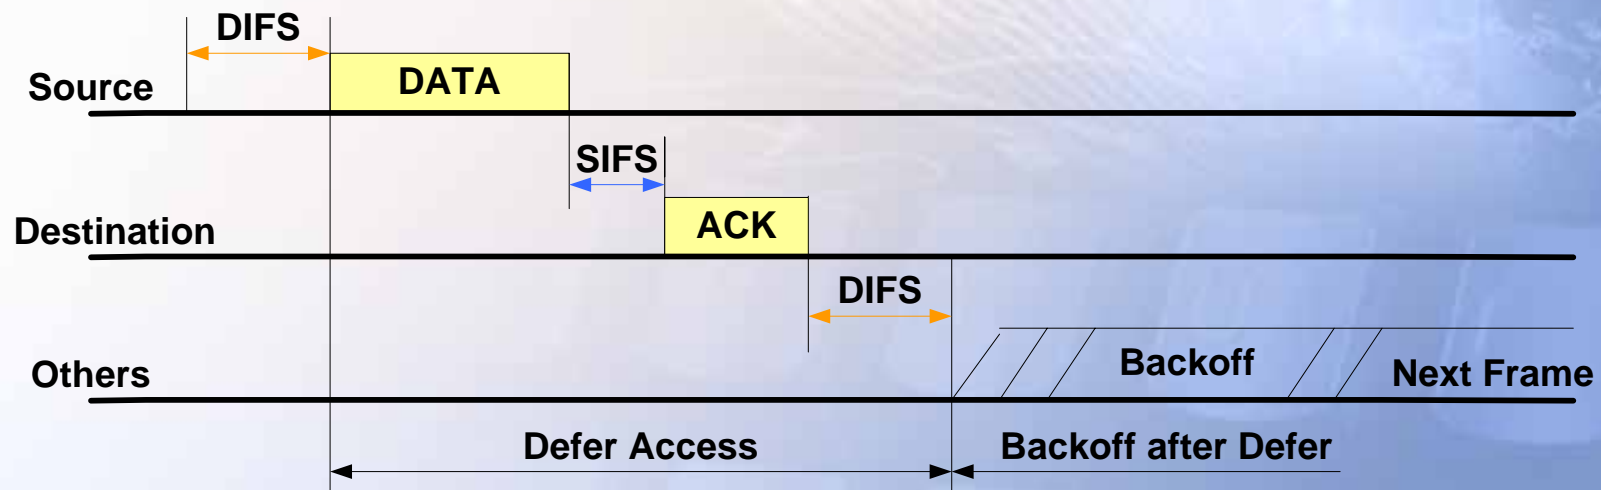 DIFS
Source
DATA
SIFS
Destination
ACK
DIFS
Others
Backoff
Next Frame
Defer Access
Backoff after Defer